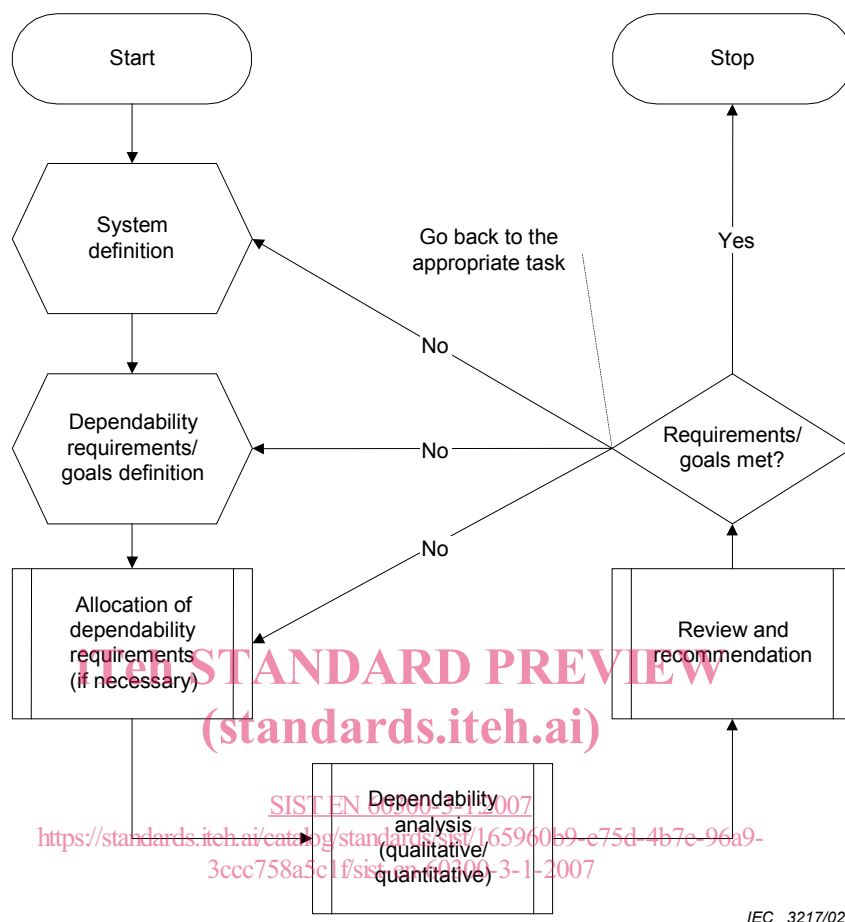 Start
Stop
System
definition
Go back to the
appropriate task
Yes
No
Dependability
requirements/
goals definition
No
Requirements/
goals met?
No
Allocation of
dependability
requirements
(if necessary)
Review and
recommendation
iTeh STANDARD PREVIEW
(standards.iteh.ai)
Dependability
analysis
(qualitative/
quantitative)
SIST EN 60300-3-1:2007
https://standards.iteh.ai/catalog/standards/sist/165960b9-e75d-4b7e-96a9-
3ccc758a5c1f/sist-en-60300-3-1-2007
IEC 3217/02